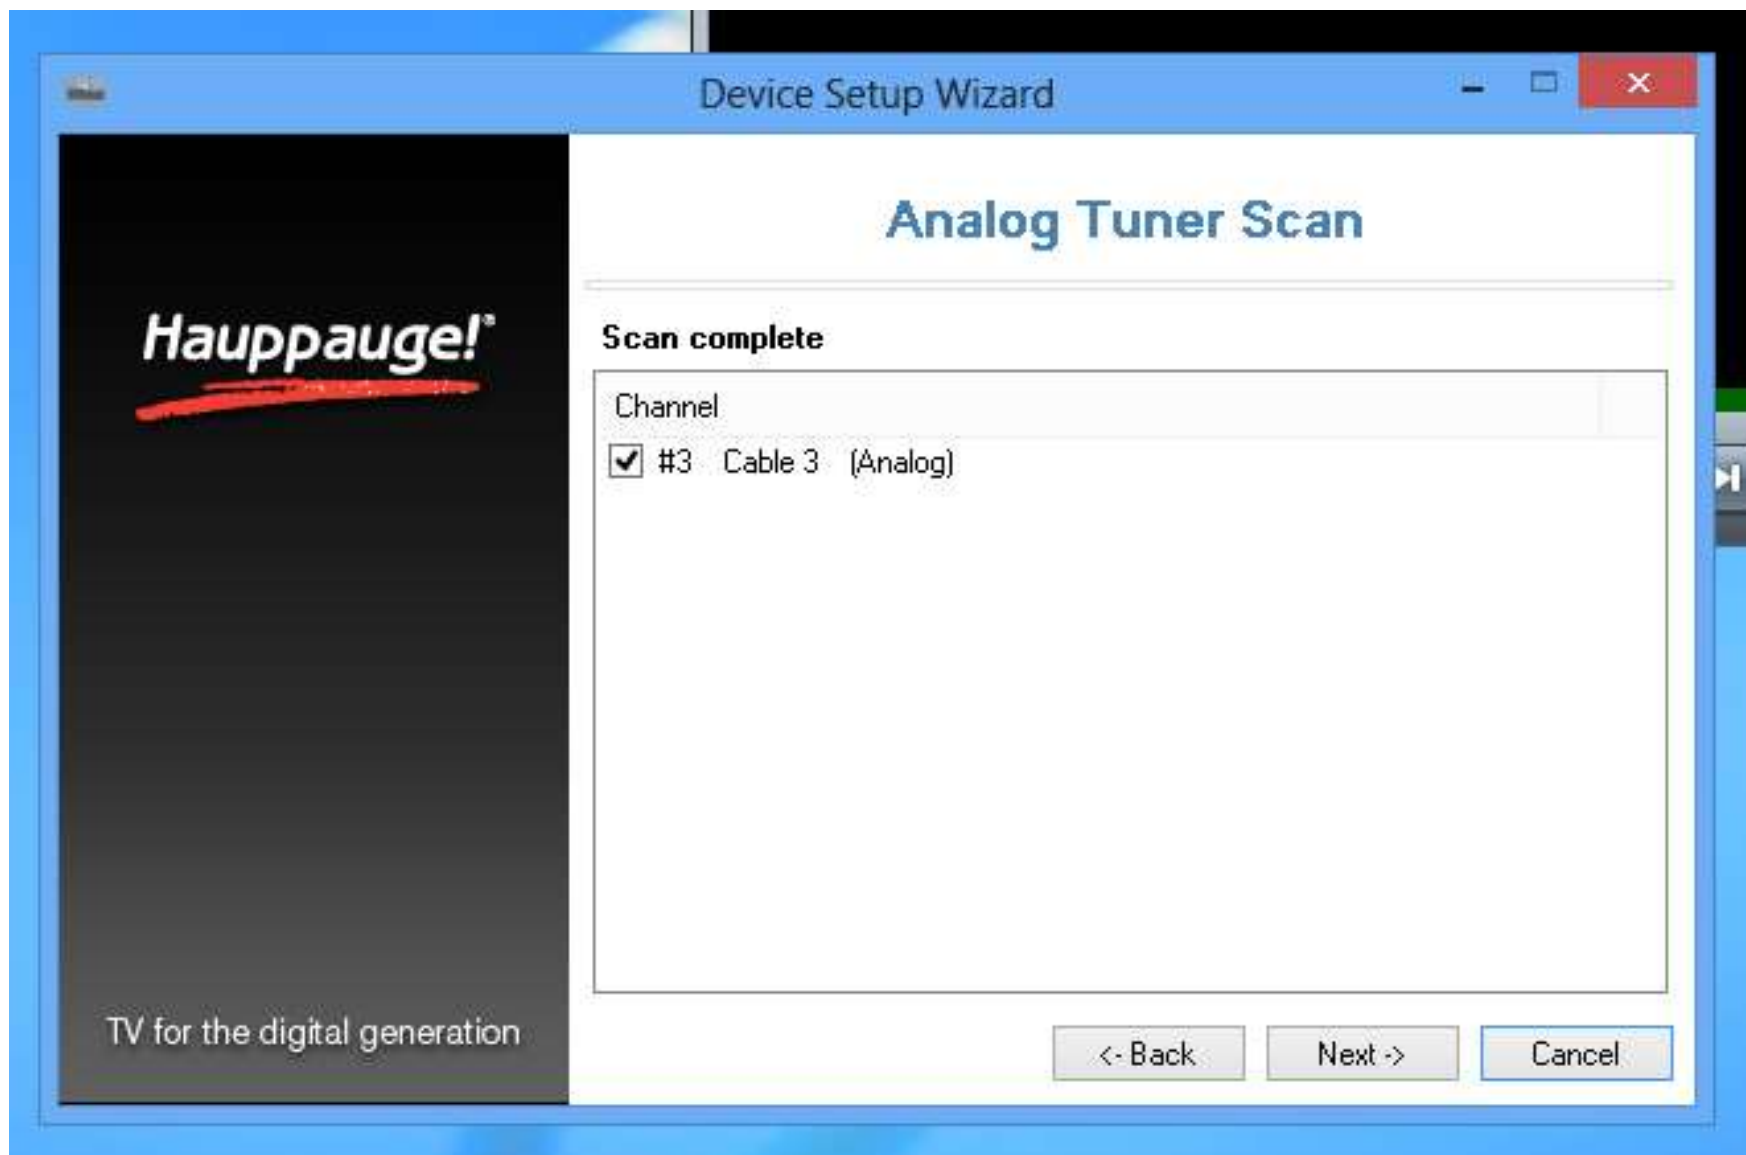 Device Setup Wizard
Hauppauge!®
TV for the digital generation
Analog Tuner Scan
Scan complete
Channel
#3 Cable 3 (Analog)
<- Back Next -> Cancel